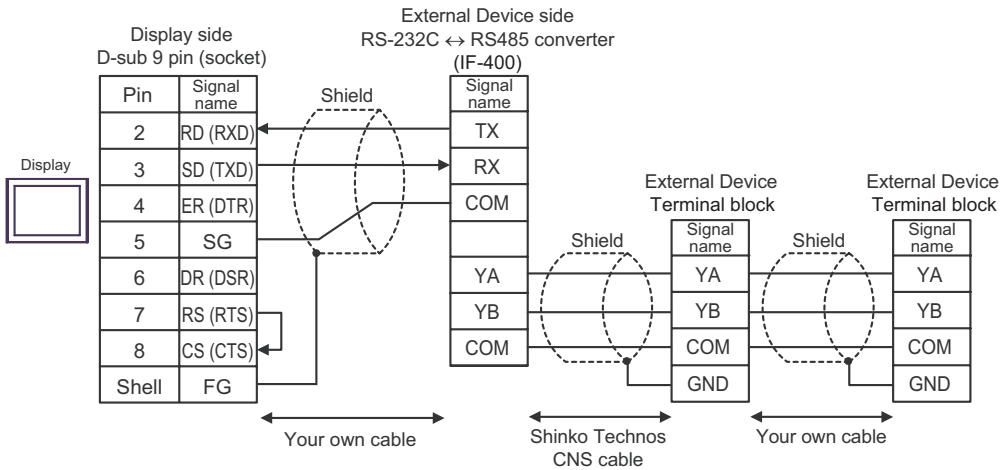 External Device side
RS-232C ↔ RS485 converter
(IF-400)
Display side
D-sub 9 pin (socket)
Pin Signal name
2 RD (RXD)
3 SD (TXD)
4 ER (DTR)
5 SG
6 DR (DSR)
7 RS (RTS)
8 CS (CTS)
Shell FG
Display
Shield
Signal name
TX
RX
COM
YA
YB
COM
Shield
External Device
Terminal block
Signal name
YA
YB
COM
GND
Shield
External Device
Terminal block
Signal name
YA
YB
COM
GND
Your own cable
Shinko Technos
CNS cable
Your own cable